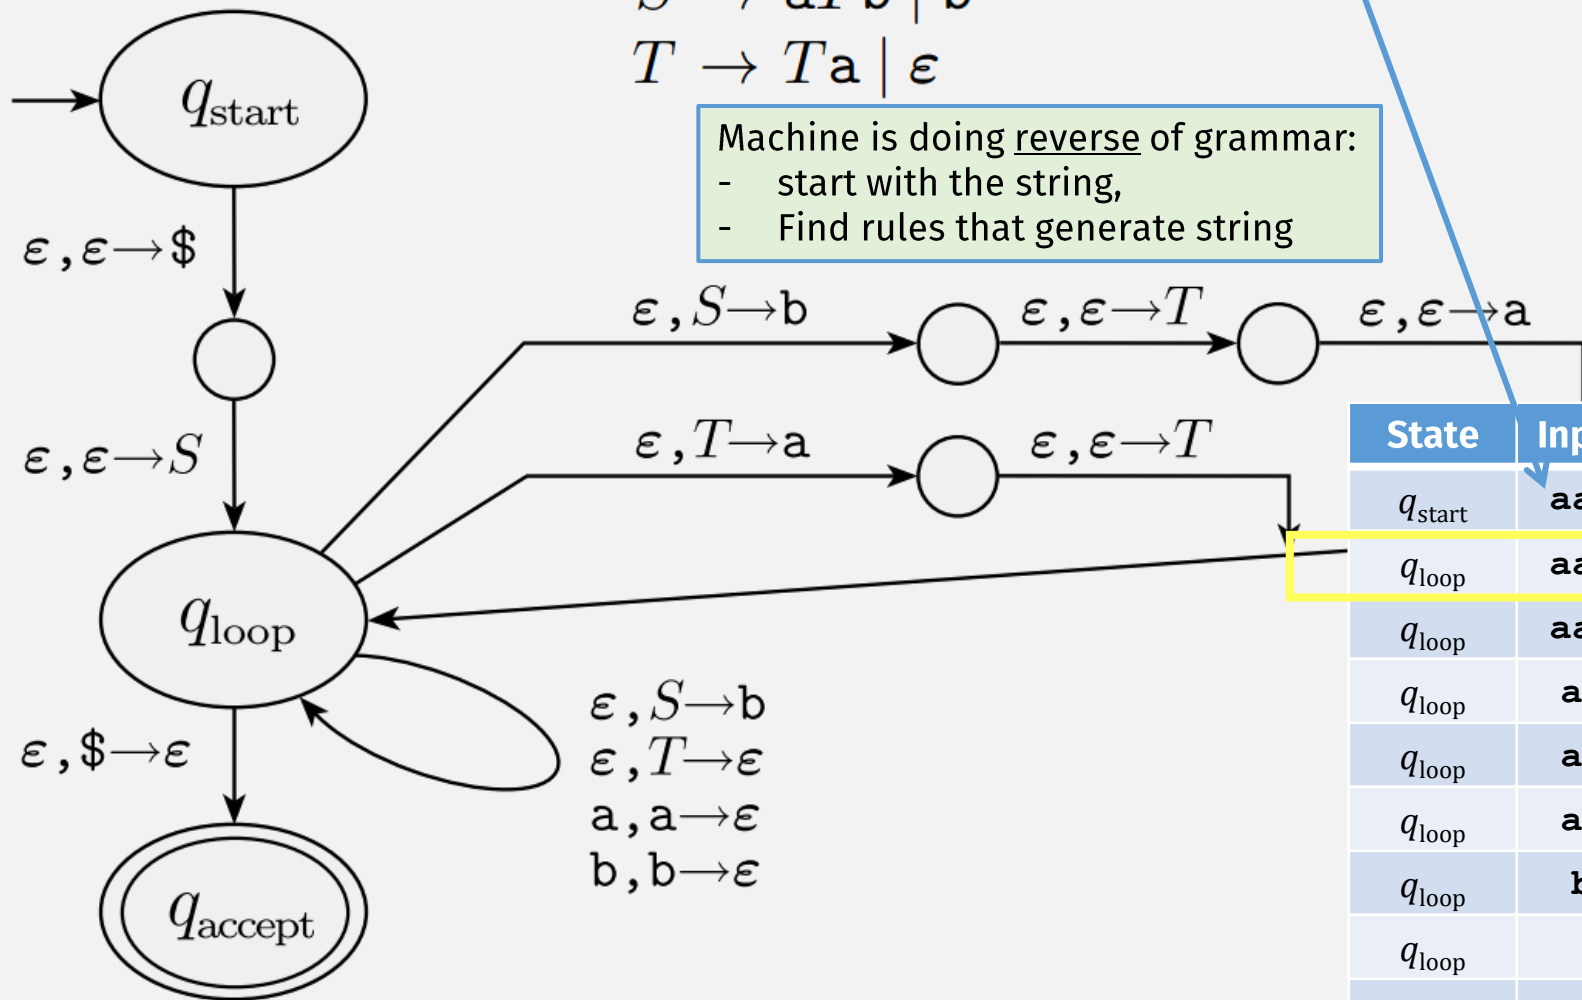 S → aTb | b
T → Ta | ε
Machine is doing reverse of grammar:
- start with the string,
- Find rules that generate string
q_start
ε,ε→$
ε,ε→S
q_loop
ε,$→ε
q_accept
ε,S→b
ε,ε→T
ε,ε→a
ε,T→a
ε,ε→T
ε,S→b
ε,T→ε
a,a→ε
b,b→ε
State
q_start
q_loop
q_loop
q_loop a
q_loop a
q_loop a
q_loop b
q_loop